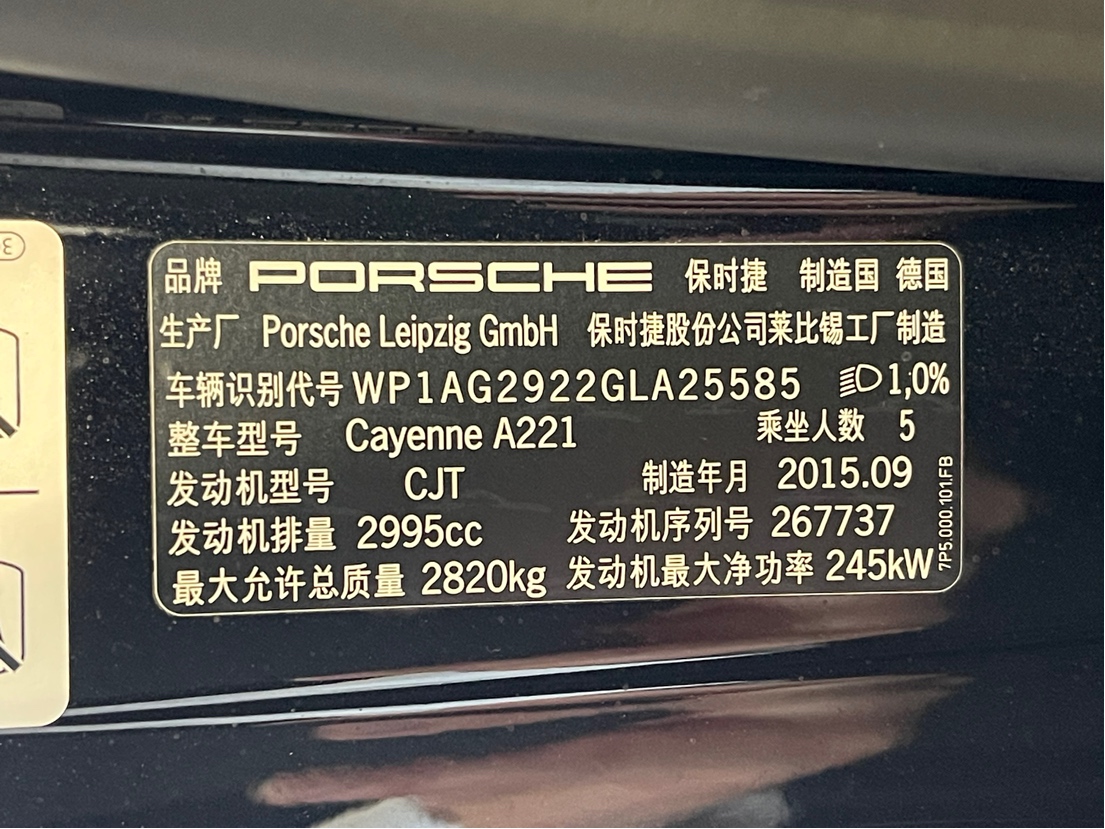 品牌 PORSCHE 保时捷 制造国 德国
生产厂 Porsche Leipzig GmbH 保时捷股份公司莱比锡工厂制造
车辆识别代号 WP1AG2922GLA25585 1,0%
整车型号 Cayenne A221 乘坐人数 5
发动机型号 CJT 制造年月 2015.09
发动机排量 2995cc 发动机序列号 267737
最大允许总质量 2820kg 发动机最大净功率 245kW
7P5.000.101.FB